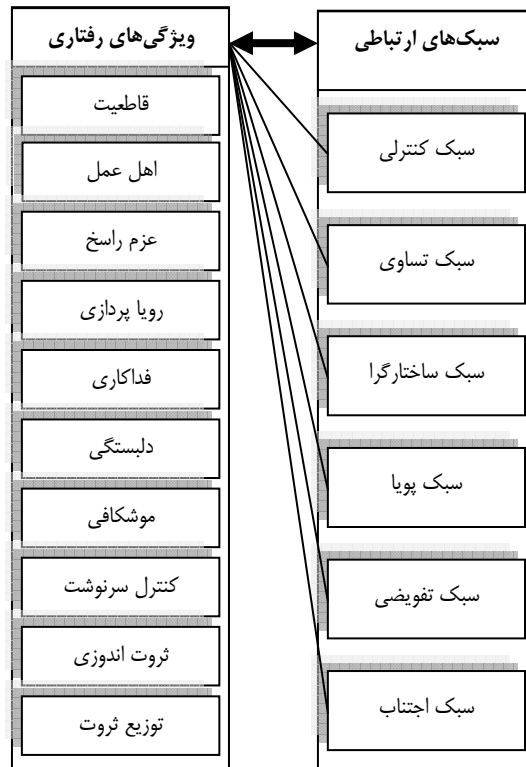 سبک‌های ارتباطی
سبک کنترلی
سبک تساوی
سبک ساختارگرا
سبک پویا
سبک تفویضی
سبک اجتناب
ویژگی‌های رفتاری
قاطعیت
اهل عمل
عزم راسخ
رویا پردازی
فداکاری
دلبستگی
موشکافی
کنترل سرنوشت
ثروت اندوزی
توزیع ثروت